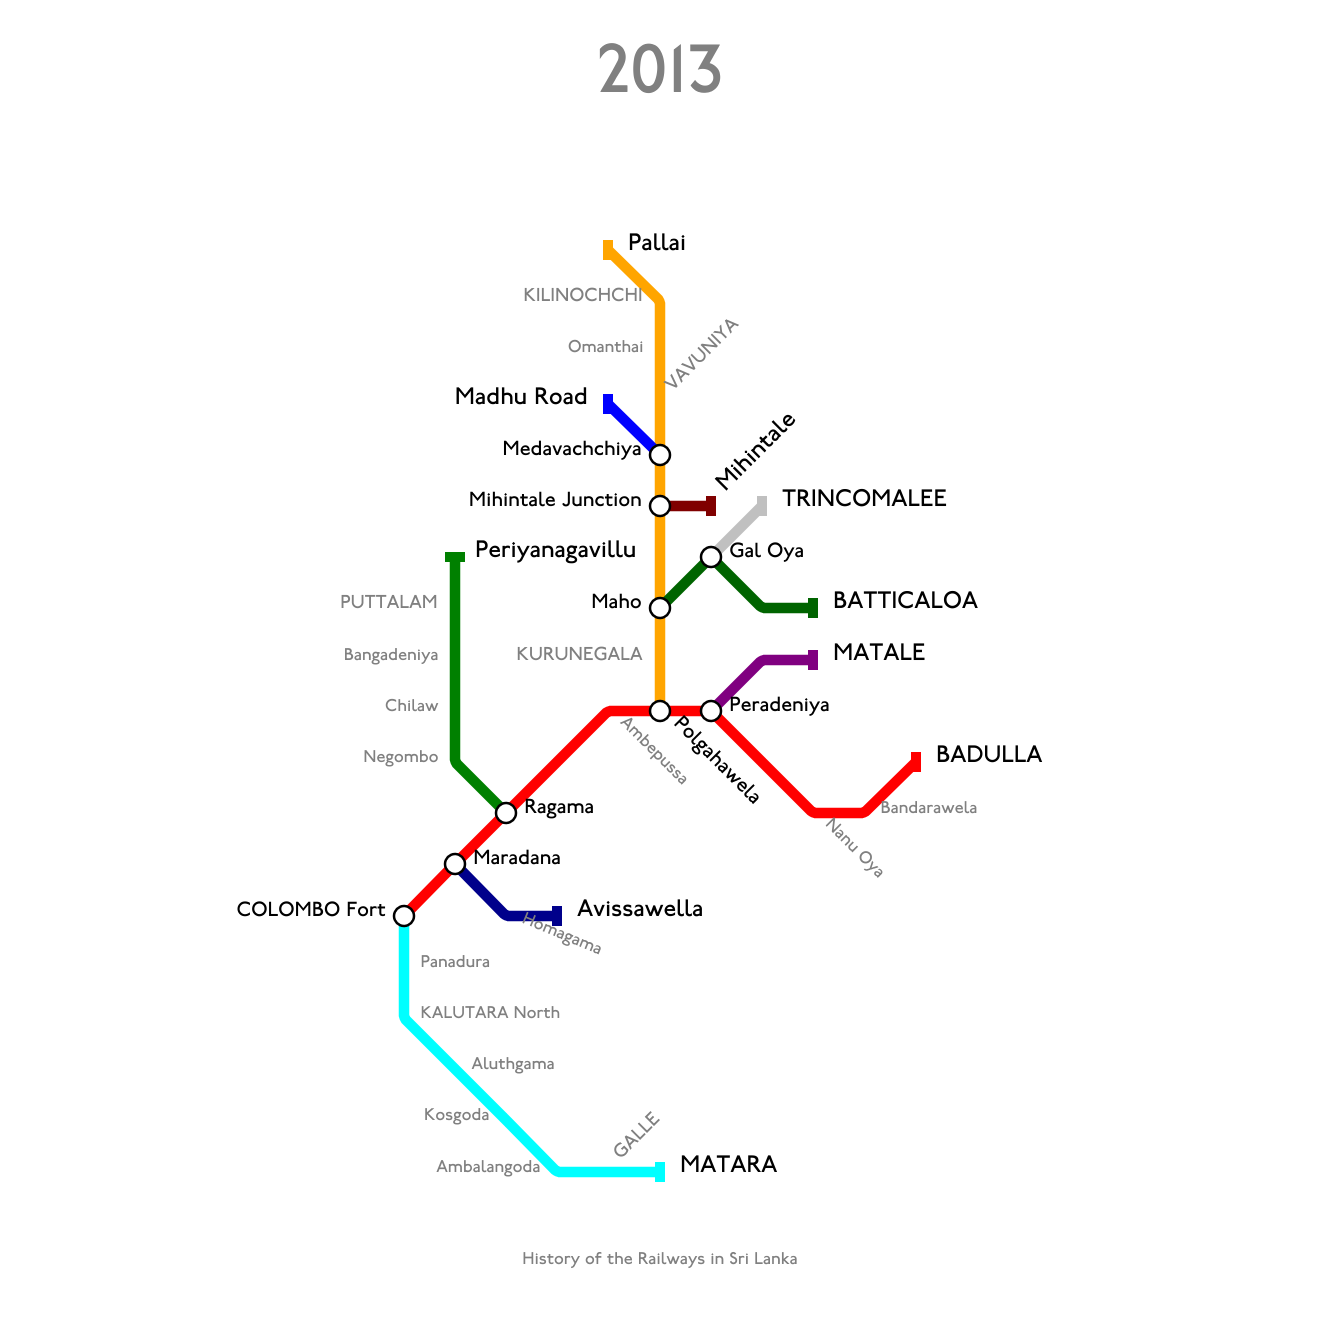 2013
Pallai
KILINOCHCHI
Omanthai
VAVUNIYA
Madhu Road
Medavachchiya
Mihintale
Mihintale Junction
TRINCOMALEE
Periyanagavillu
Gal Oya
PUTTALAM
Maho
BATTICALOA
Bangadeniya
KURUNEGALA
MATALE
Chilaw
Peradeniya
Ambepussa
Polgahawela
Negombo
BADULLA
Ragama
Bandarawela
Nanu Oya
Maradana
COLOMBO Fort
Avissawella
Homagama
Panadura
KALUTARA North
Aluthgama
Kosgoda
GALLE
Ambalangoda
MATARA
History of the Railways in Sri Lanka